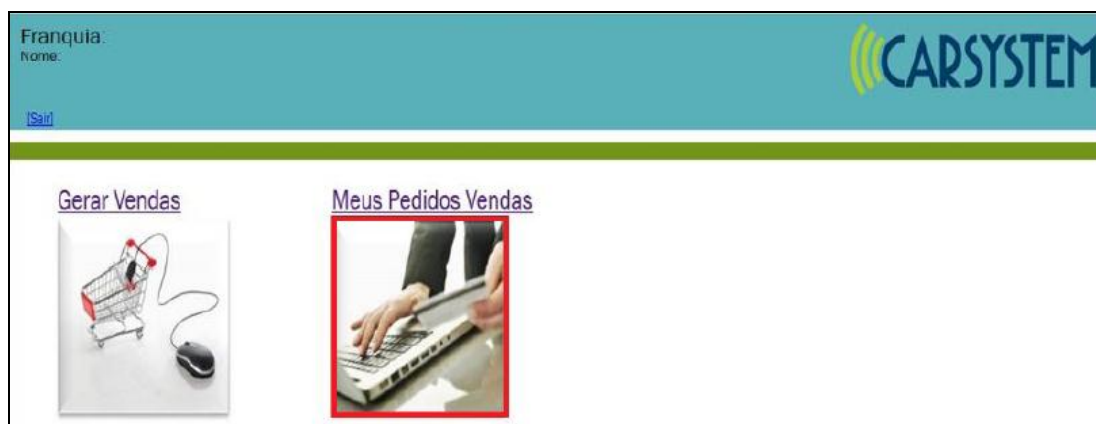 Franquia:
Nome:
CARSYSTEM
[Sair]
Gerar Vendas
Meus Pedidos Vendas